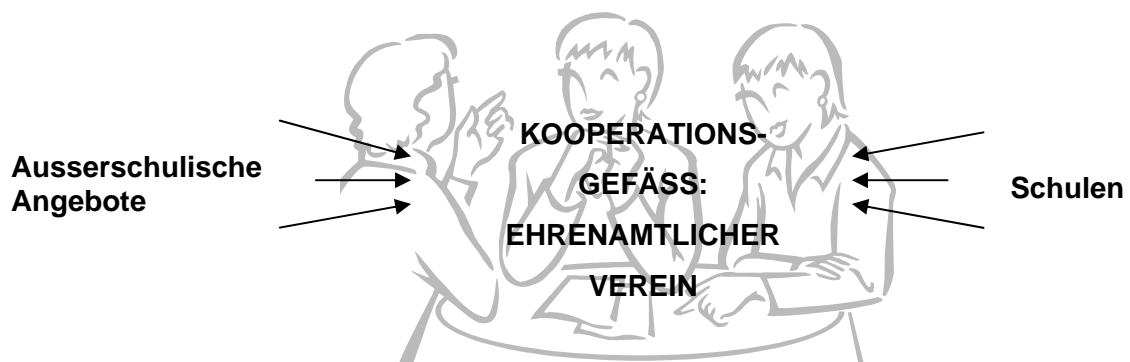 Ausserschulische
Angebote
KOOPERATIONS-
GEFÄSS:
EHRENAMTLICHER
VEREIN
Schulen